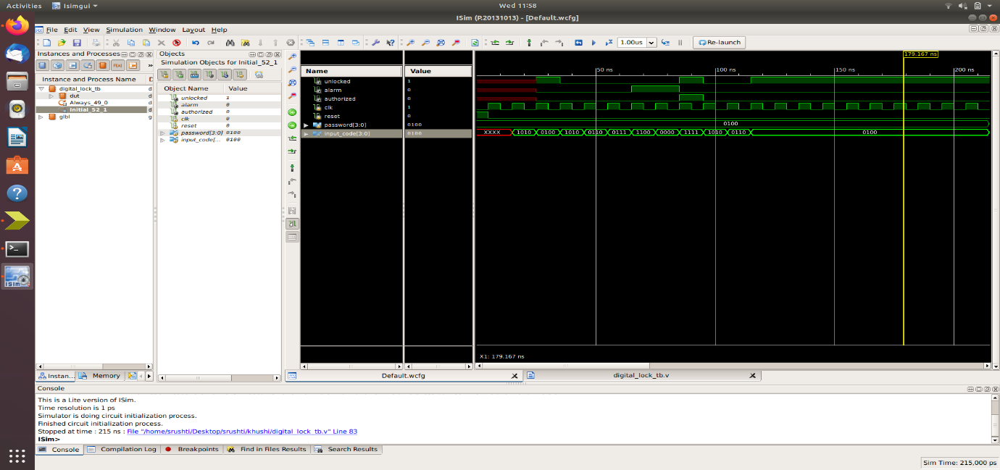 Activities Isimgui Wed 11:58
ISim (P.20131013) - [Default.wcfg]
File Edit View Simulation Window Layout Help
1.00us Re-launch
Instances and Processes
Instance and Process Name D
digital_lock_tb d
dut d
Always_49_0 d
Initial_52_1 d
glbl g
Instan... Memory
Objects
Simulation Objects for Initial_52_1
Object Name Value
unlocked 1
alarm 0
authorized 0
clk 0
reset 0
password[3:0] 0100
input_code[... 0100
Name Value
unlocked 1
alarm 0
authorized 0
clk 1
reset 0
password[3:0] 0100
input_code[3:0] 0100
179.167 ns
50 ns 100 ns 150 ns 200 ns
0100
XXXX 1010 0100 1010 0110 0111 1100 0000 1111 1010 0110 0100
X1: 179.167 ns
Default.wcfg digital_lock_tb.v
Console
This is a Lite version of ISim.
Time resolution is 1 ps
Simulator is doing circuit initialization process.
Finished circuit initialization process.
Stopped at time : 215 ns : File "/home/srushti/Desktop/srushti/khushi/digital_lock_tb.v" Line 83
ISim>
Console Compilation Log Breakpoints Find in Files Results Search Results
Sim Time: 215,000 ps